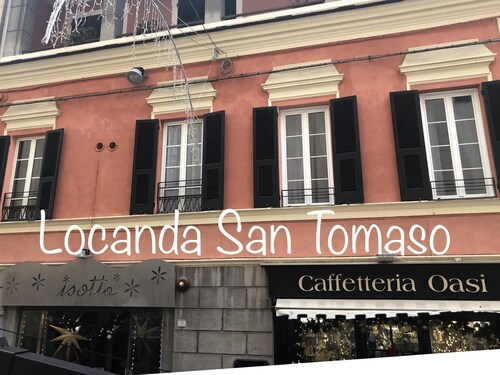 Locanda San Tomaso
isotta
Caffetteria Oasi